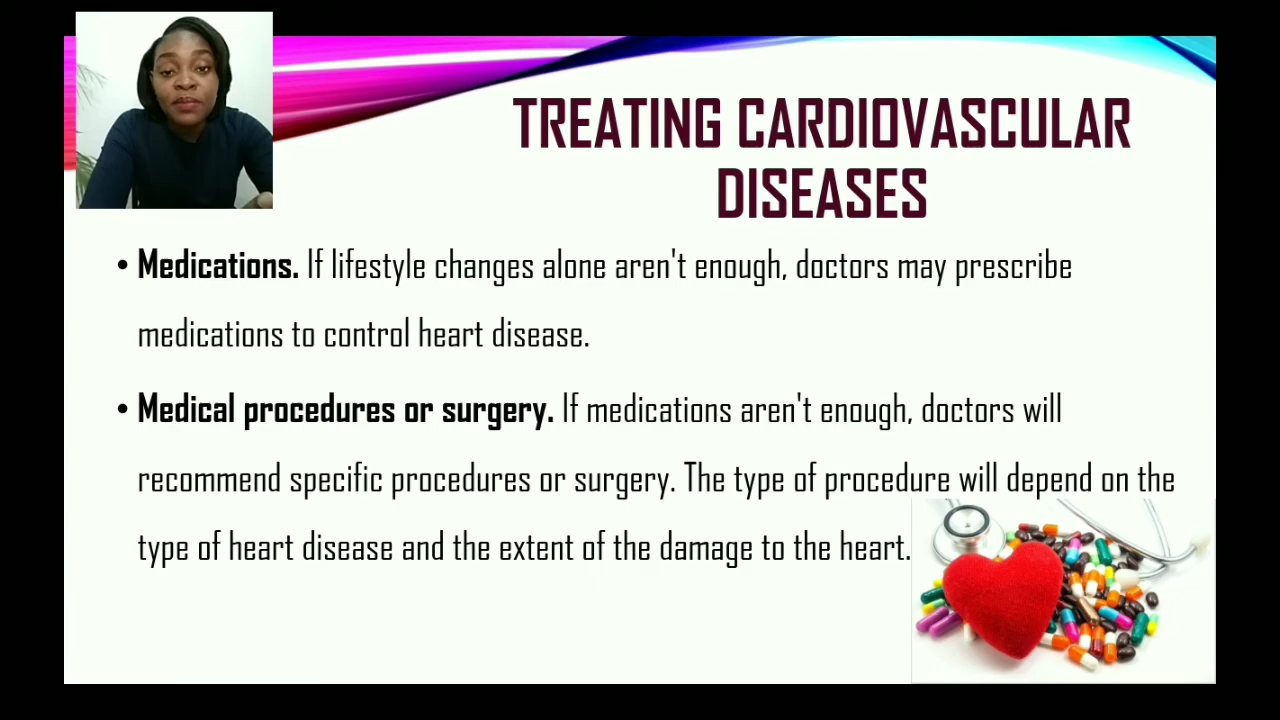 TREATING CARDIOVASCULAR
DISEASES
• Medications. If lifestyle changes alone aren't enough, doctors may prescribe
medications to control heart disease.
• Medical procedures or surgery. If medications aren't enough, doctors will
recommend specific procedures or surgery. The type of procedure will depend on the
type of heart disease and the extent of the damage to the heart.